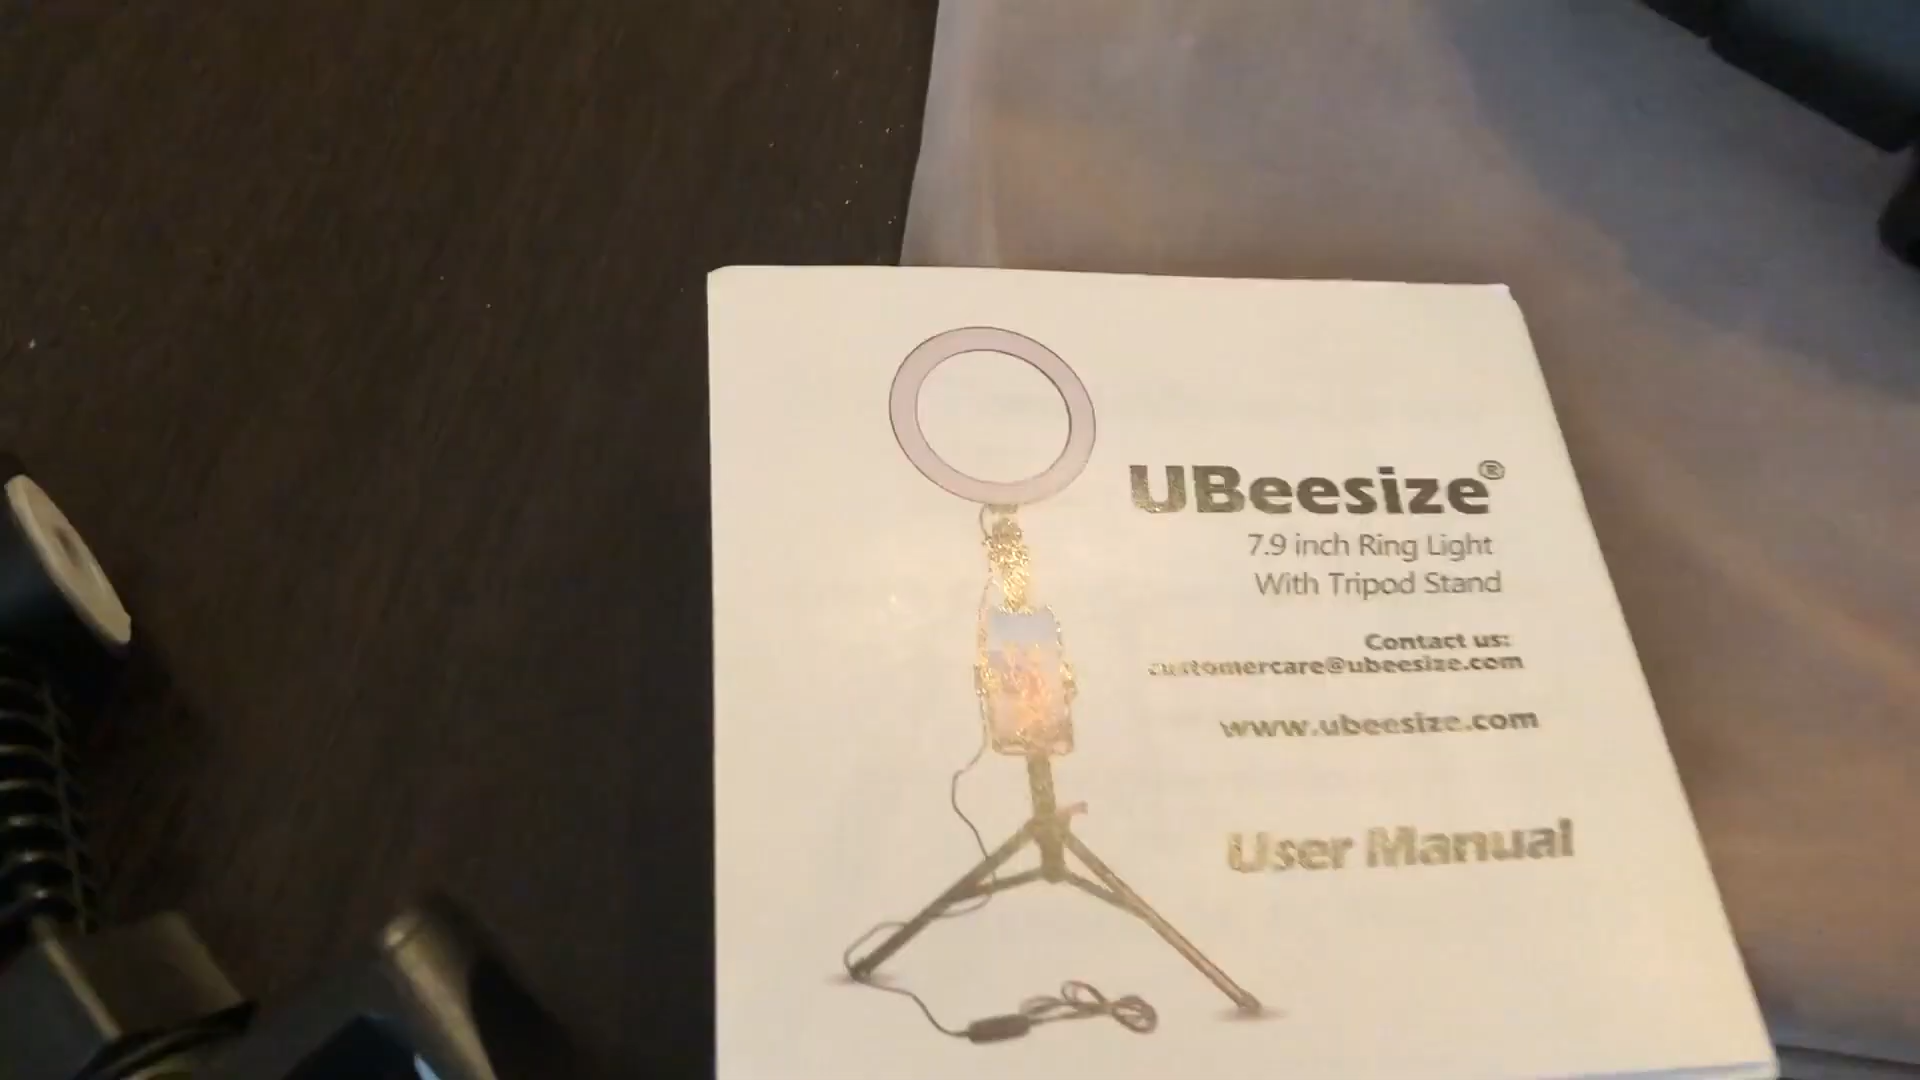 UBeesize®
7.9 inch Ring Light
With Tripod Stand
Contact us:
customercare@ubeesize.com
www.ubeesize.com
User Manual